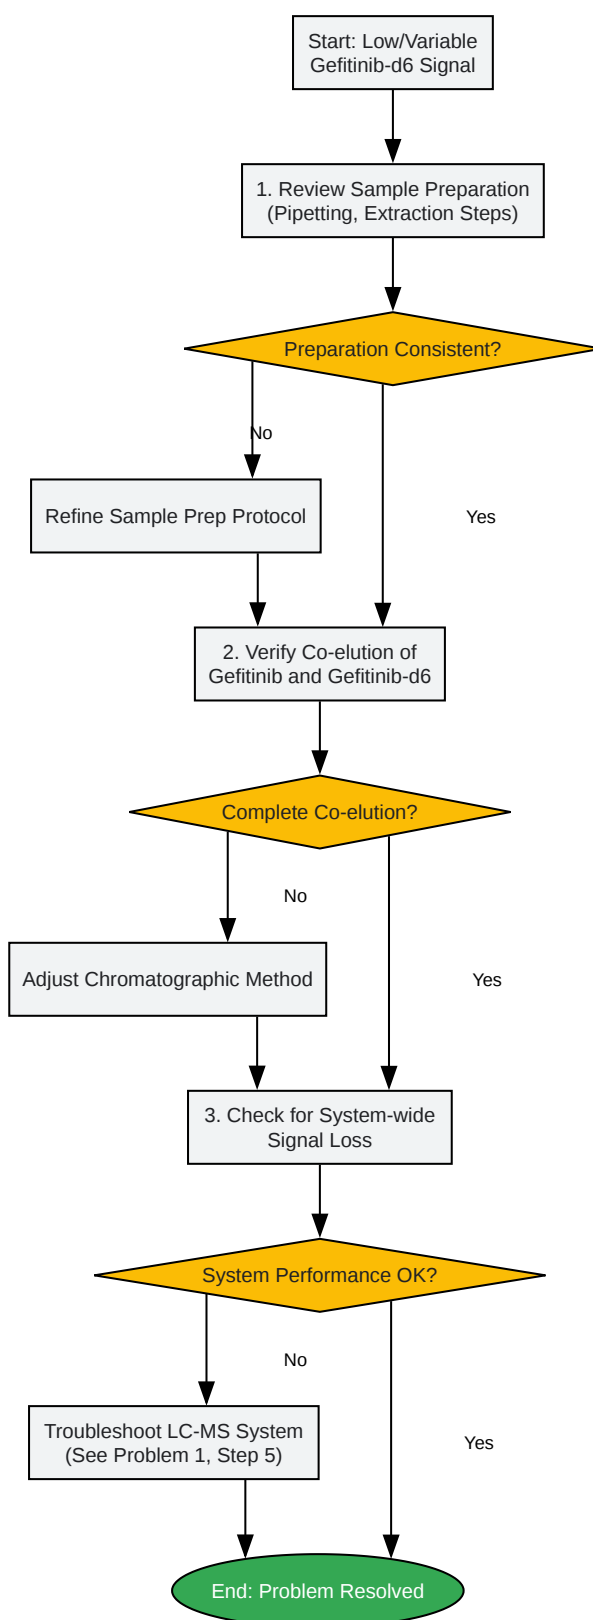 Start: Low/Variable
Gefitinib-d6 Signal
1. Review Sample Preparation
(Pipetting, Extraction Steps)
Preparation Consistent?
No
Refine Sample Prep Protocol
Yes
2. Verify Co-elution of
Gefitinib and Gefitinib-d6
Complete Co-elution?
No
Adjust Chromatographic Method
Yes
3. Check for System-wide
Signal Loss
System Performance OK?
No
Troubleshoot LC-MS System
(See Problem 1, Step 5)
Yes
End: Problem Resolved